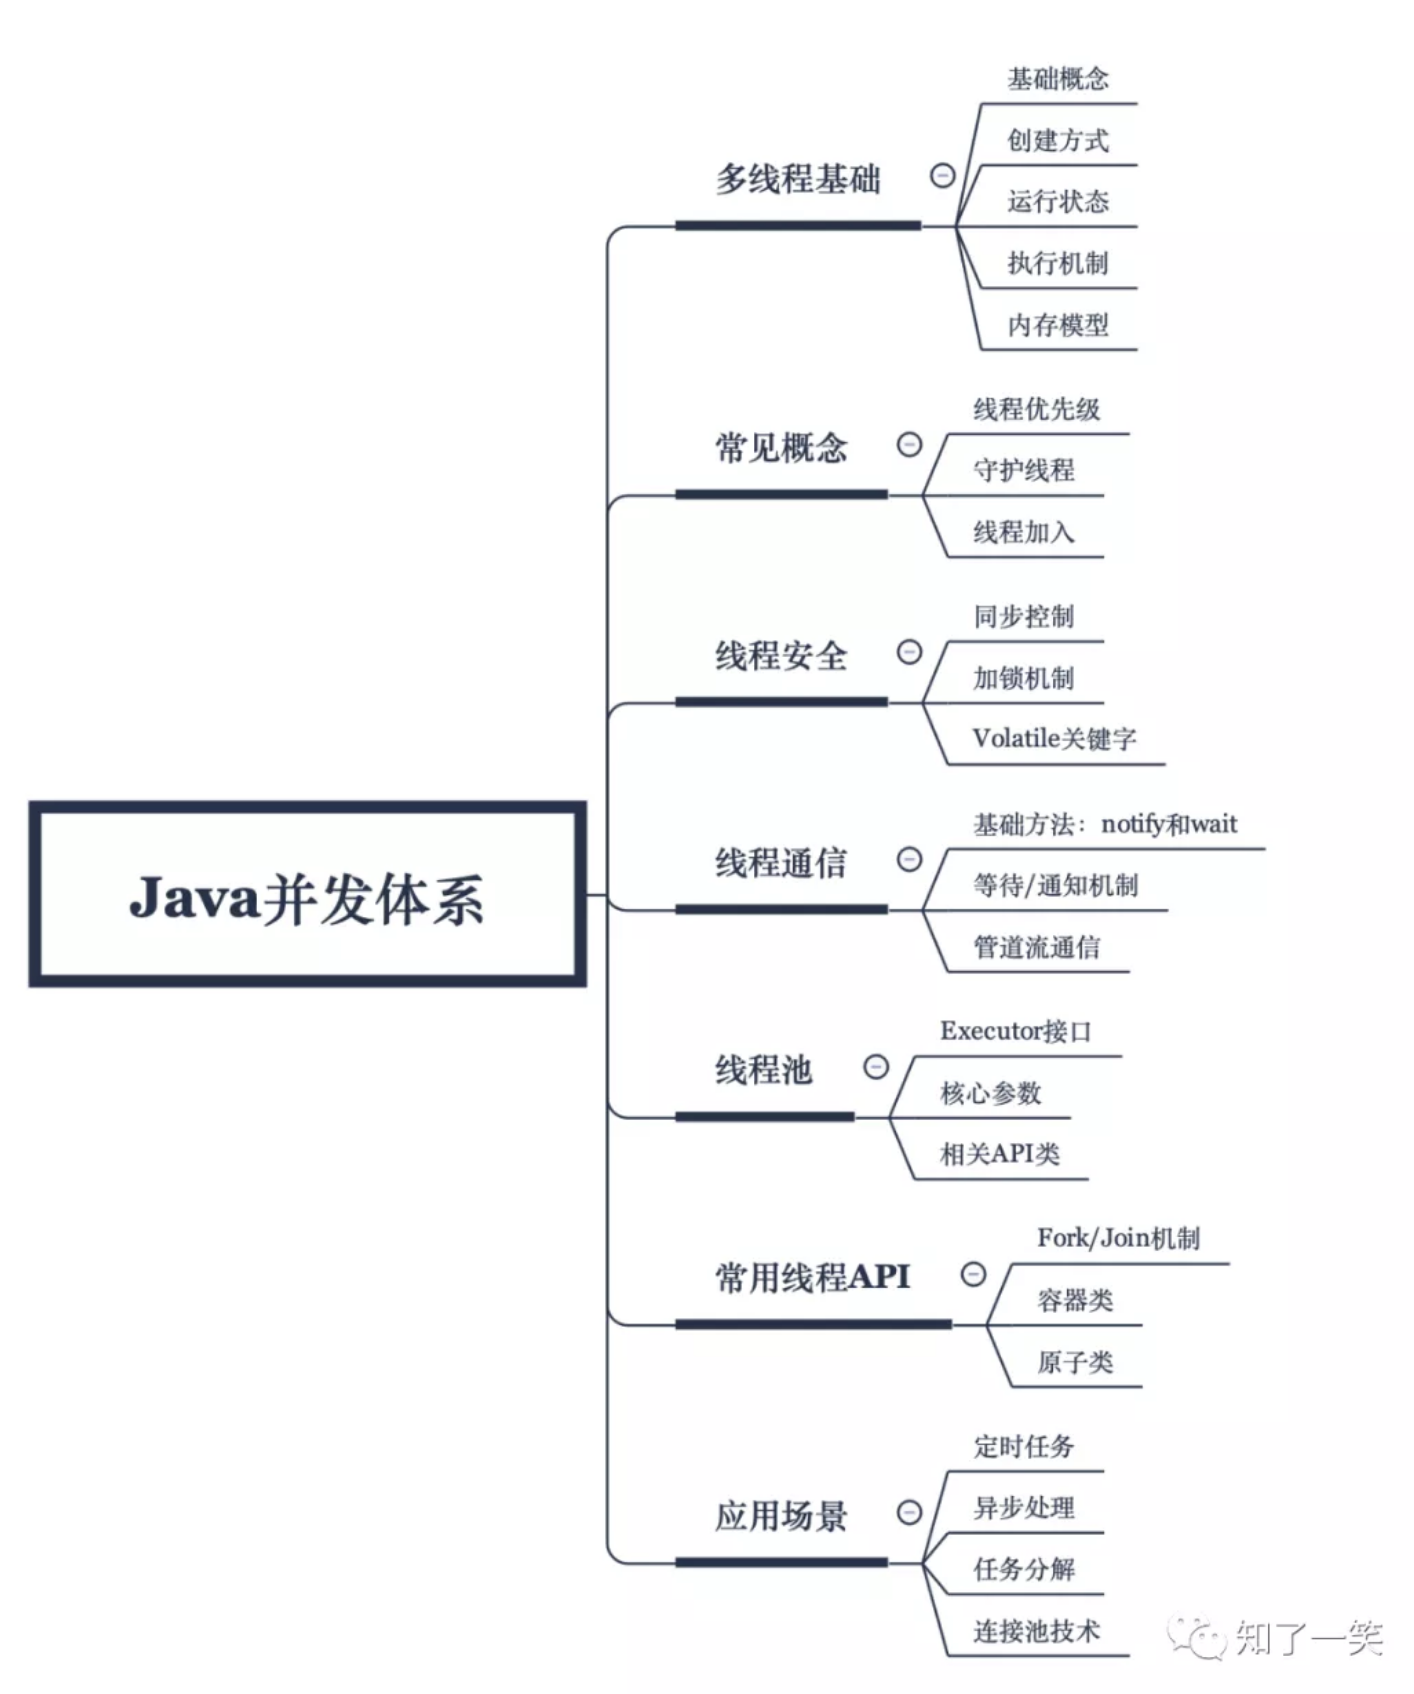 Java并发体系
多线程基础
基础概念
创建方式
运行状态
执行机制
内存模型
常见概念
线程优先级
守护线程
线程加入
线程安全
同步控制
加锁机制
Volatile关键字
线程通信
基础方法：notify和wait
等待/通知机制
管道流通信
线程池
Executor接口
核心参数
相关API类
常用线程API
Fork/Join机制
容器类
原子类
应用场景
定时任务
异步处理
任务分解
连接池技术
知了一笑